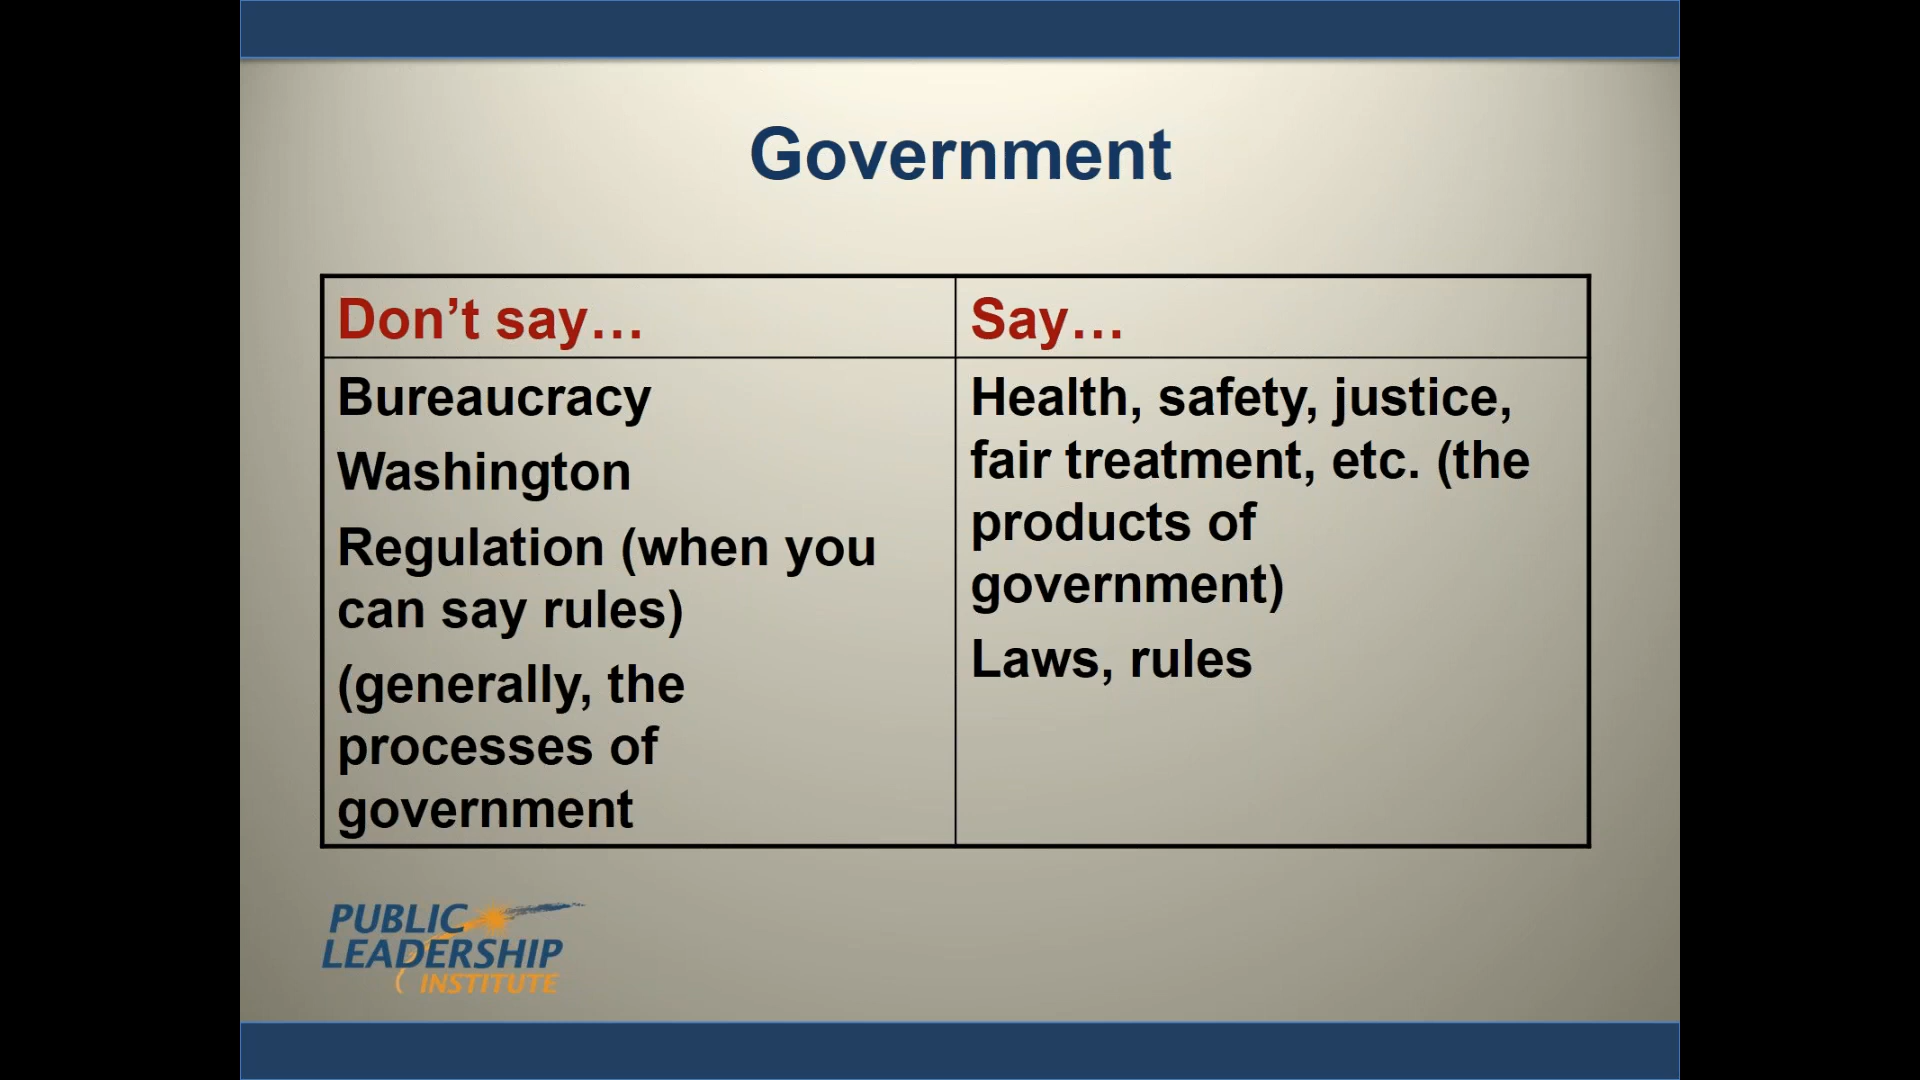 Government
Don’t say…
Say…
Bureaucracy
Washington
Regulation (when you
can say rules)
(generally, the
processes of
government
Health, safety, justice,
fair treatment, etc. (the
products of
government)
Laws, rules
PUBLIC
LEADERSHIP
INSTITUTE